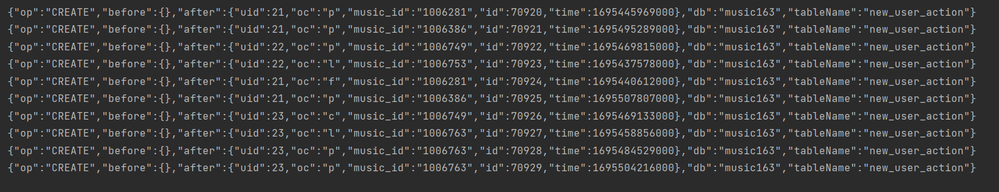 {"op":"CREATE","before":{},"after":{"uid":21,"oc":"p","music_id":"1006281","id":70920,"time":1695445969000},"db":"music163","tableName":"new_user_action"}
{"op":"CREATE","before":{},"after":{"uid":21,"oc":"p","music_id":"1006386","id":70921,"time":1695495289000},"db":"music163","tableName":"new_user_action"}
{"op":"CREATE","before":{},"after":{"uid":22,"oc":"p","music_id":"1006749","id":70922,"time":1695469815000},"db":"music163","tableName":"new_user_action"}
{"op":"CREATE","before":{},"after":{"uid":22,"oc":"l","music_id":"1006753","id":70923,"time":1695437578000},"db":"music163","tableName":"new_user_action"}
{"op":"CREATE","before":{},"after":{"uid":21,"oc":"f","music_id":"1006281","id":70924,"time":1695440612000},"db":"music163","tableName":"new_user_action"}
{"op":"CREATE","before":{},"after":{"uid":21,"oc":"p","music_id":"1006386","id":70925,"time":1695507807000},"db":"music163","tableName":"new_user_action"}
{"op":"CREATE","before":{},"after":{"uid":23,"oc":"c","music_id":"1006749","id":70926,"time":1695469133000},"db":"music163","tableName":"new_user_action"}
{"op":"CREATE","before":{},"after":{"uid":23,"oc":"l","music_id":"1006763","id":70927,"time":1695458856000},"db":"music163","tableName":"new_user_action"}
{"op":"CREATE","before":{},"after":{"uid":23,"oc":"p","music_id":"1006763","id":70928,"time":1695484529000},"db":"music163","tableName":"new_user_action"}
{"op":"CREATE","before":{},"after":{"uid":23,"oc":"p","music_id":"1006763","id":70929,"time":1695504216000},"db":"music163","tableName":"new_user_action"}